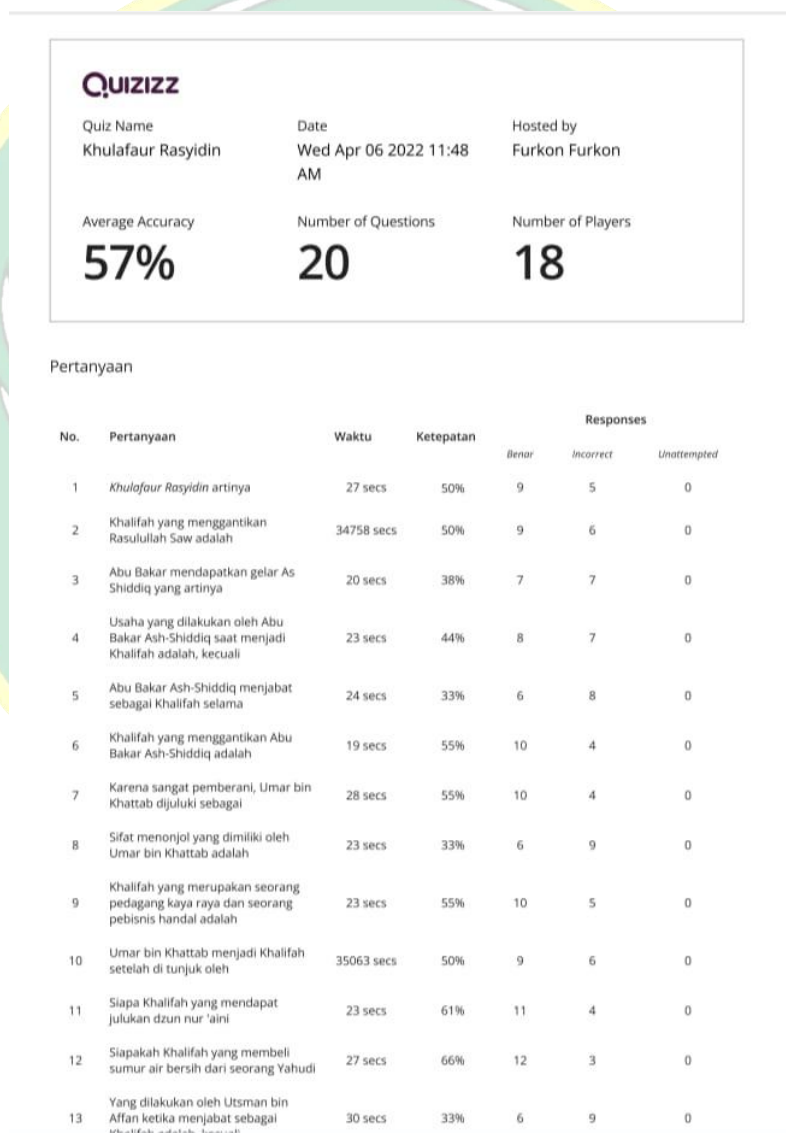 Quizizz
Quiz Name
Khulafaur Rasyidin
Date
Wed Apr 06 2022 11:48
AM
Hosted by
Furkon Furkon
Average Accuracy
57%
Number of Questions
20
Number of Players
18
Pertanyaan
Responses
No. Pertanyaan Waktu Ketepatan
Benar Incorrect Unattempted
1 Khulafaur Rasyidin artinya 27 secs 50% 9 5 0
Khalifah yang menggantikan
2 34758 secs 50% 9 6 0
Rasulullah Saw adalah
Abu Bakar mendapatkan gelar As
3 20 secs 38% 7 7 0
Shiddiq yang artinya
Usaha yang dilakukan oleh Abu
4 Bakar Ash-Shiddiq saat menjadi 23 secs 44% 8 7 0
Khalifah adalah, kecuali
Abu Bakar Ash-Shiddiq menjabat
5 24 secs 33% 6 8 0
sebagai Khalifah selama
Khalifah yang menggantikan Abu
6 19 secs 55% 10 4 0
Bakar Ash-Shiddiq adalah
Karena sangat pemberani, Umar bin
7 28 secs 55% 10 4 0
Khattab dijuluki sebagai
Sifat menonjol yang dimiliki oleh
8 23 secs 33% 6 9 0
Umar bin Khattab adalah
Khalifah yang merupakan seorang
9 pedagang kaya raya dan seorang 23 secs 55% 10 5 0
pebisnis handal adalah
Umar bin Khattab menjadi Khalifah
10 35063 secs 50% 9 6 0
setelah di tunjuk oleh
Siapa Khalifah yang mendapat
11 23 secs 61% 11 4 0
julukan dzun nur 'aini
Siapakah Khalifah yang membeli
12 27 secs 66% 12 3 0
sumur air bersih dari seorang Yahudi
Yang dilakukan oleh Utsman bin
13 Affan ketika menjabat sebagai 30 secs 33% 6 9 0